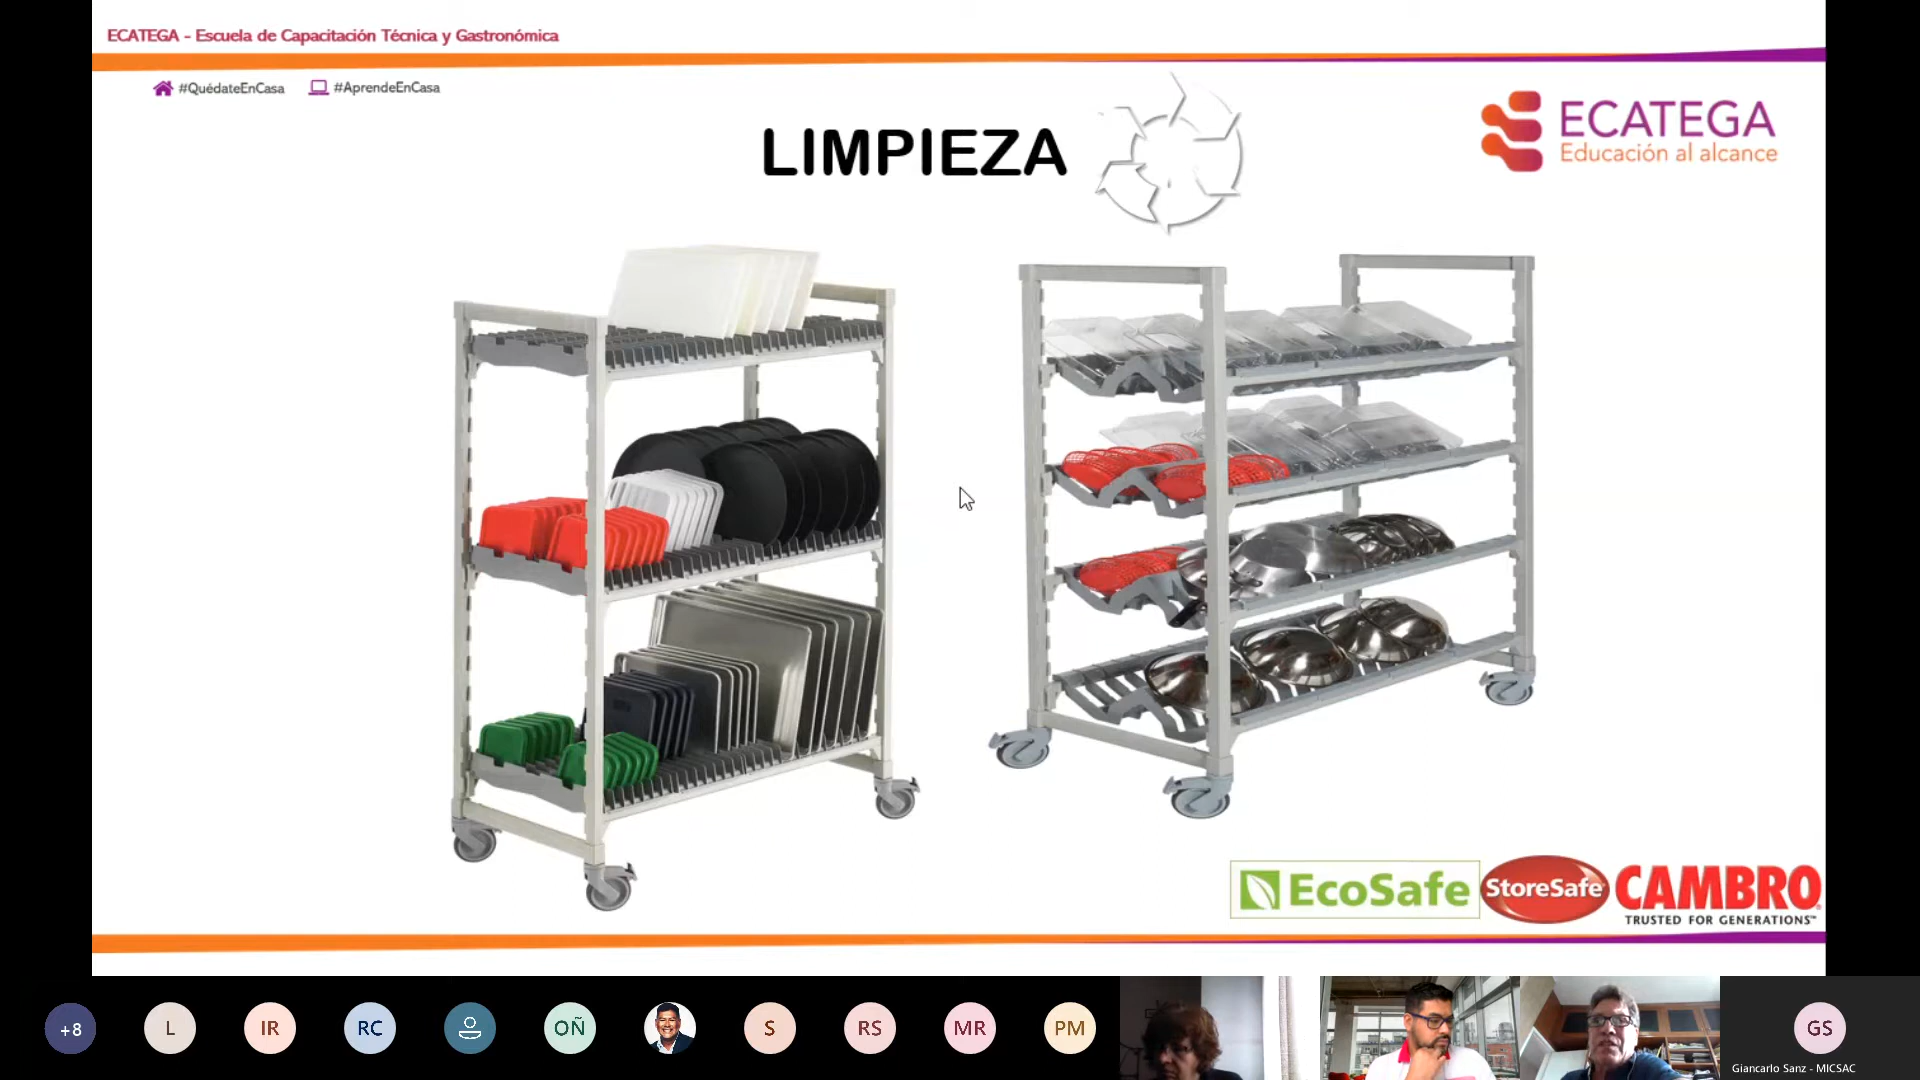 ECATEGA - Escuela de Capacitación Técnica y Gastronómica
#QuédateEnCasa #AprendeEnCasa
LIMPIEZA
ECATEGA
Educación al alcance
EcoSafe
StoreSafe
CAMBRO
TRUSTED FOR GENERATIONS™
+8
L
IR
RC
OÑ
S
RS
MR
PM
GS
Giancarlo Sanz - MICSAC